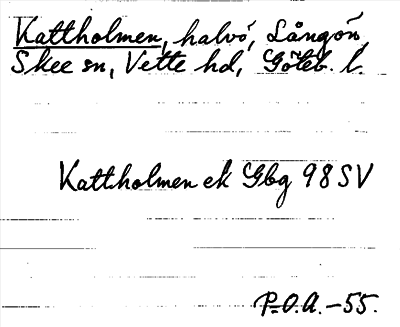 Kattholmen, halvö, Långön
Skee sn, Vette hd, Göteb. l.
Kattholmen ek Gbg 98 SV
P.O.A. -55.